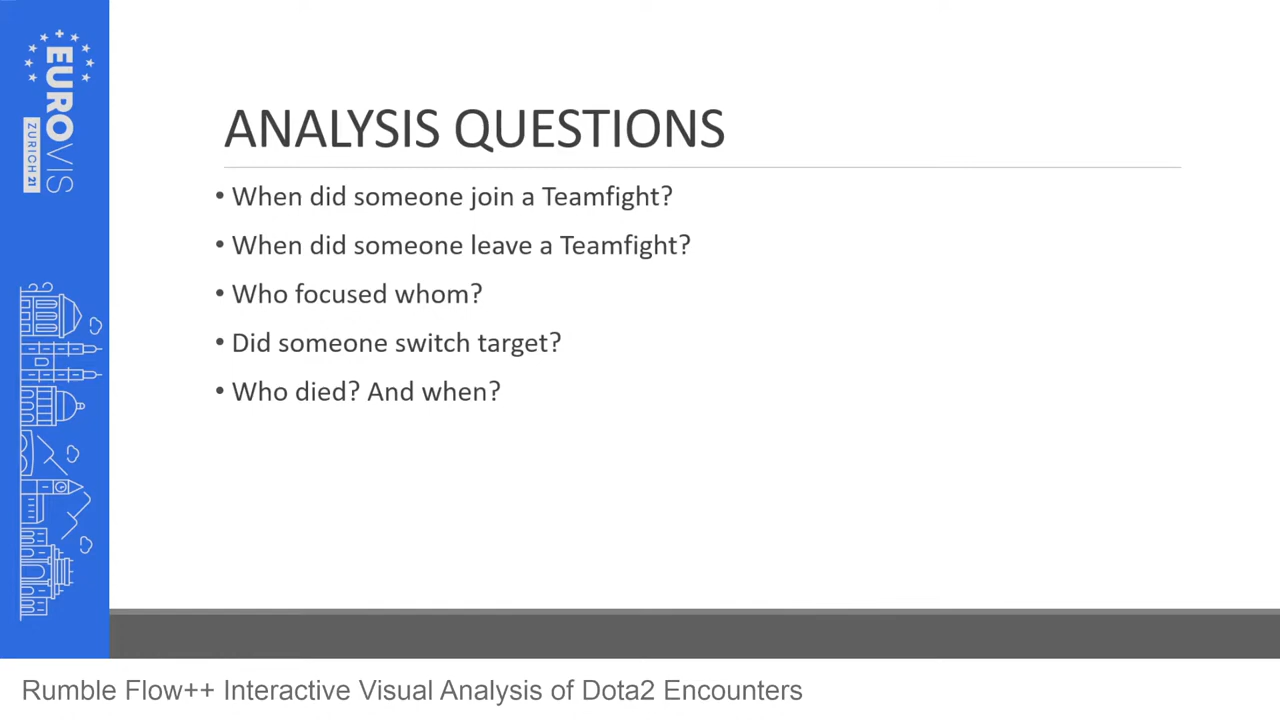 EUROVIS
ZURICH 21
ANALYSIS QUESTIONS
• When did someone join a Teamfight?
• When did someone leave a Teamfight?
• Who focused whom?
• Did someone switch target?
• Who died? And when?
Rumble Flow++ Interactive Visual Analysis of Dota2 Encounters